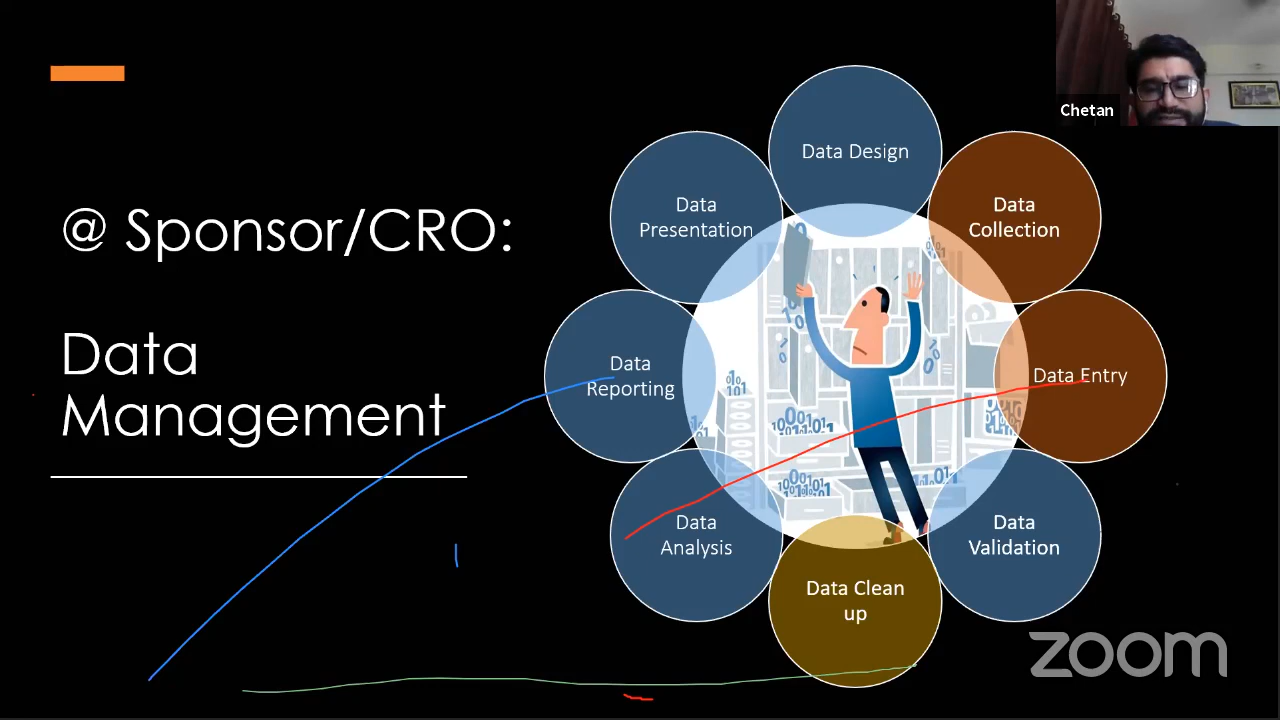 @ Sponsor/CRO:
Data
Management
Data Design
Data
Collection
Data Entry
Data
Validation
Data Clean
up
Data
Analysis
Data
Reporting
Data
Presentation
Chetan
zoom